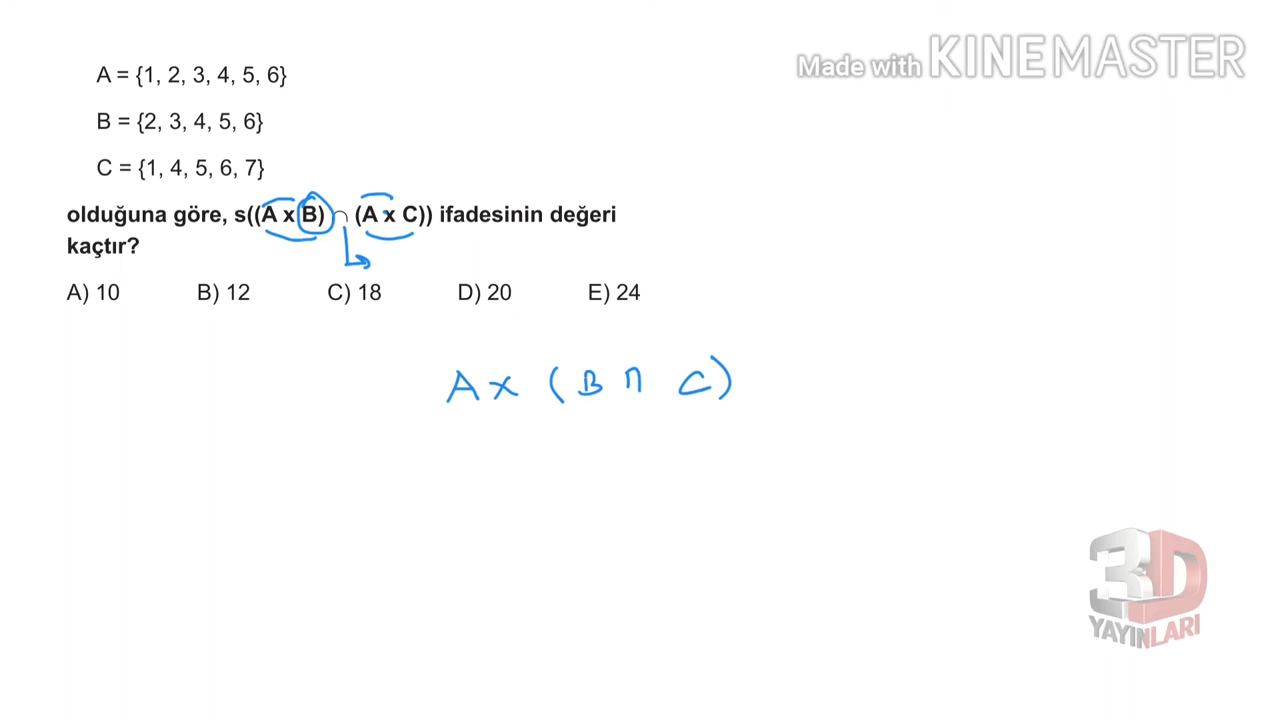 Made with KINEMASTER
A = {1, 2, 3, 4, 5, 6}
B = {2, 3, 4, 5, 6}
C = {1, 4, 5, 6, 7}
olduğuna göre, s((A x B) ∩ (A x C)) ifadesinin değeri
kaçtır?
A) 10 B) 12 C) 18 D) 20 E) 24
A x (B ∩ C)
3D
YAYINLARI